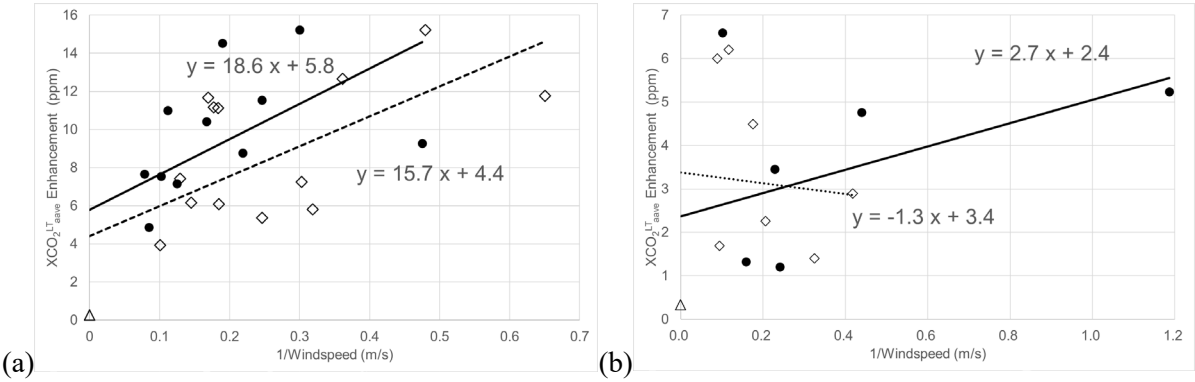 16
14
12
10
8
6
4
2
0
XCO₂ᴸᵀₐₐᵥₑ Enhancement (ppm)
y = 18.6 x + 5.8
y = 15.7 x + 4.4
0 0.1 0.2 0.3 0.4 0.5 0.6 0.7
1/Windspeed (m/s)
(a)
7
6
5
4
3
2
1
0
XCO₂ᴸᵀₐₐᵥₑ Enhancement (ppm)
y = 2.7 x + 2.4
y = -1.3 x + 3.4
0.0 0.2 0.4 0.6 0.8 1.0 1.2
1/Windspeed (m/s)
(b)